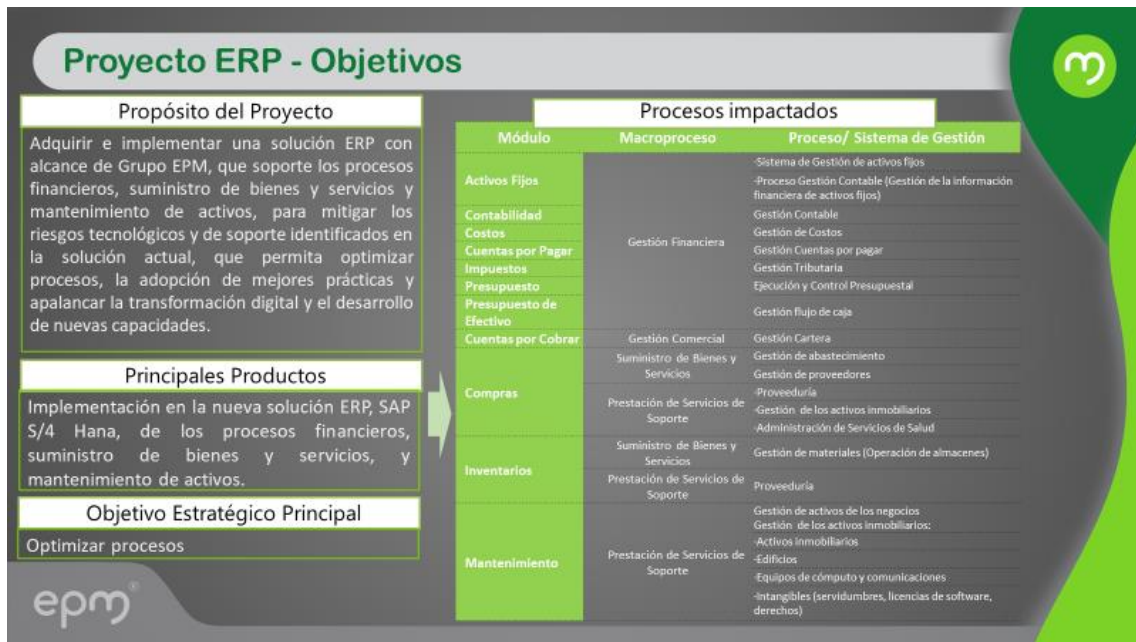 Proyecto ERP - Objetivos
Propósito del Proyecto
Adquirir e implementar una solución ERP con
alcance de Grupo EPM, que soporte los procesos
financieros, suministro de bienes y servicios y
mantenimiento de activos, para mitigar los
riesgos tecnológicos y de soporte identificados en
la solución actual, que permita optimizar
procesos, la adopción de mejores prácticas y
apalancar la transformación digital y el desarrollo
de nuevas capacidades.
Principales Productos
Implementación en la nueva solución ERP, SAP
S/4 Hana, de los procesos financieros,
suministro de bienes y servicios, y
mantenimiento de activos.
Objetivo Estratégico Principal
Optimizar procesos
epm®
Procesos impactados
Módulo Macroproceso Proceso/ Sistema de Gestión
Activos Fijos
Gestión Financiera
-Sistema de Gestión de activos fijos
-Proceso Gestión Contable (Gestión de la información
financiera de activos fijos)
Contabilidad Gestión Contable
Costos Gestión de Costos
Cuentas por Pagar Gestión Cuentas por pagar
Impuestos Gestión Tributaria
Presupuesto Ejecución y Control Presupuestal
Presupuesto de
Efectivo
Gestión flujo de caja
Cuentas por Cobrar Gestión Comercial Gestión Cartera
Compras
Suministro de Bienes y
Servicios
Gestión de abastecimiento
Gestión de proveedores
Prestación de Servicios de
Soporte
-Proveeduría
-Gestión de los activos inmobiliarios
-Administración de Servicios de Salud
Inventarios
Suministro de Bienes y
Servicios
Gestión de materiales (Operación de almacenes)
Prestación de Servicios de
Soporte
Proveeduría
Mantenimiento
Prestación de Servicios de
Soporte
Gestión de activos de los negocios
Gestión de los activos inmobiliarios:
-Activos inmobiliarios
-Edificios
-Equipos de cómputo y comunicaciones
-Intangibles (servidumbres, licencias de software,
derechos)